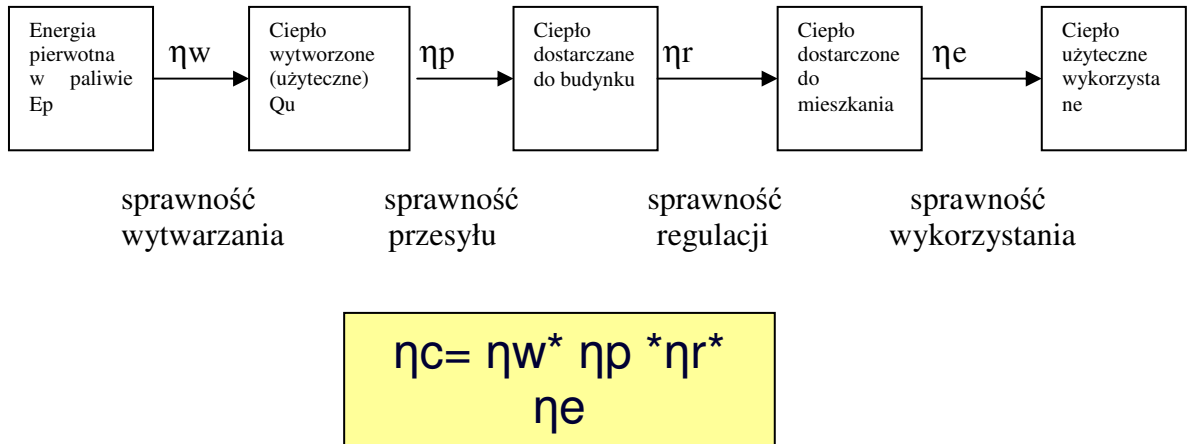 Energia
pierwotna
w paliwie
Ep
ηw
Ciepło
wytworzone
(użyteczne)
Qu
ηp
Ciepło
dostarczane
do budynku
ηr
Ciepło
dostarczone
do
mieszkania
ηe
Ciepło
użyteczne
wykorzysta
ne
sprawność
wytwarzania
sprawność
przesyłu
sprawność
regulacji
sprawność
wykorzystania
ηc= ηw* ηp *ηr*
ηe